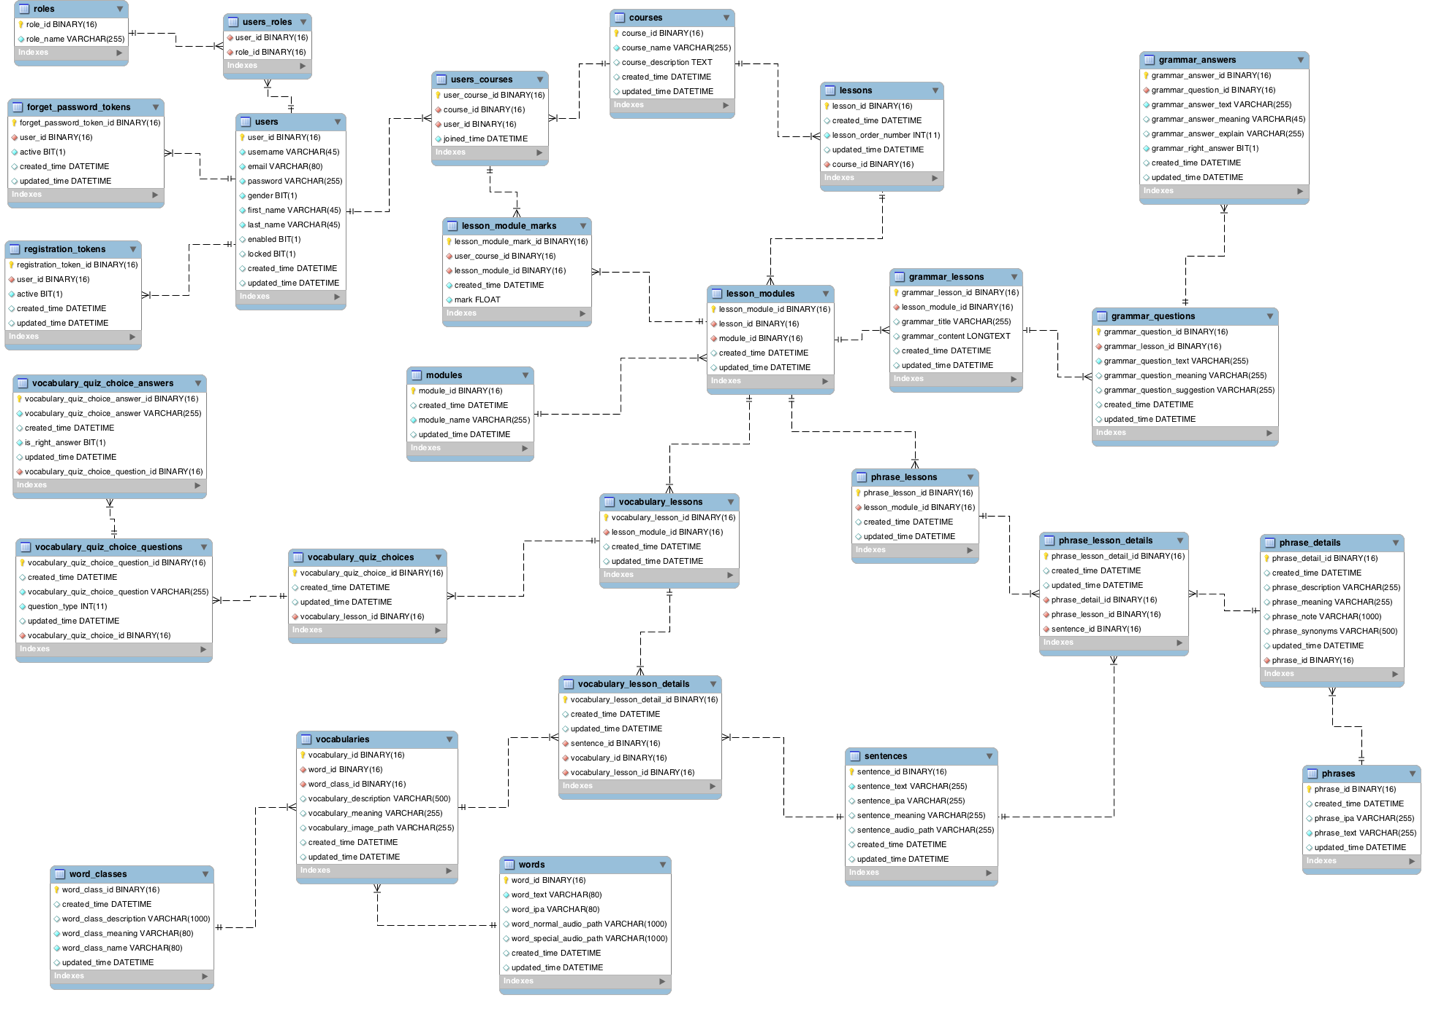 roles
role_id BINARY(16)
role_name VARCHAR(255)
Indexes
users_roles
user_id BINARY(16)
role_id BINARY(16)
Indexes
courses
course_id BINARY(16)
course_name VARCHAR(255)
course_description TEXT
created_time DATETIME
updated_time DATETIME
Indexes
grammar_answers
grammar_answer_id BINARY(16)
grammar_question_id BINARY(16)
grammar_answer_text VARCHAR(255)
grammar_answer_meaning VARCHAR(45)
grammar_answer_explain VARCHAR(255)
grammar_right_answer BIT(1)
created_time DATETIME
updated_time DATETIME
Indexes
users_courses
user_course_id BINARY(16)
course_id BINARY(16)
user_id BINARY(16)
joined_time DATETIME
Indexes
lessons
lesson_id BINARY(16)
created_time DATETIME
lesson_order_number INT(11)
updated_time DATETIME
course_id BINARY(16)
Indexes
forget_password_tokens
forget_password_token_id BINARY(16)
user_id BINARY(16)
active BIT(1)
created_time DATETIME
updated_time DATETIME
Indexes
users
user_id BINARY(16)
username VARCHAR(45)
email VARCHAR(80)
password VARCHAR(255)
gender BIT(1)
first_name VARCHAR(45)
last_name VARCHAR(45)
enabled BIT(1)
locked BIT(1)
created_time DATETIME
updated_time DATETIME
Indexes
lesson_module_marks
lesson_module_mark_id BINARY(16)
user_course_id BINARY(16)
lesson_module_id BINARY(16)
created_time DATETIME
mark FLOAT
Indexes
registration_tokens
registration_token_id BINARY(16)
user_id BINARY(16)
active BIT(1)
created_time DATETIME
updated_time DATETIME
Indexes
lesson_modules
lesson_module_id BINARY(16)
lesson_id BINARY(16)
module_id BINARY(16)
created_time DATETIME
updated_time DATETIME
Indexes
grammar_lessons
grammar_lesson_id BINARY(16)
lesson_module_id BINARY(16)
grammar_title VARCHAR(255)
grammar_content LONGTEXT
created_time DATETIME
updated_time DATETIME
Indexes
grammar_questions
grammar_question_id BINARY(16)
grammar_lesson_id BINARY(16)
grammar_question_text VARCHAR(255)
grammar_question_meaning VARCHAR(255)
grammar_question_suggestion VARCHAR(255)
created_time DATETIME
updated_time DATETIME
Indexes
modules
module_id BINARY(16)
created_time DATETIME
module_name VARCHAR(255)
updated_time DATETIME
Indexes
vocabulary_quiz_choice_answers
vocabulary_quiz_choice_answer_id BINARY(16)
vocabulary_quiz_choice_answer VARCHAR(255)
created_time DATETIME
is_right_answer BIT(1)
updated_time DATETIME
vocabulary_quiz_choice_question_id BINARY(16)
Indexes
phrase_lessons
phrase_lesson_id BINARY(16)
lesson_module_id BINARY(16)
created_time DATETIME
updated_time DATETIME
Indexes
vocabulary_lessons
vocabulary_lesson_id BINARY(16)
lesson_module_id BINARY(16)
created_time DATETIME
updated_time DATETIME
Indexes
vocabulary_quiz_choice_questions
vocabulary_quiz_choice_question_id BINARY(16)
created_time DATETIME
vocabulary_quiz_choice_question VARCHAR(255)
question_type INT(11)
updated_time DATETIME
vocabulary_quiz_choice_id BINARY(16)
Indexes
vocabulary_quiz_choices
vocabulary_quiz_choice_id BINARY(16)
created_time DATETIME
updated_time DATETIME
vocabulary_lesson_id BINARY(16)
Indexes
phrase_lesson_details
phrase_lesson_detail_id BINARY(16)
created_time DATETIME
updated_time DATETIME
phrase_detail_id BINARY(16)
phrase_lesson_id BINARY(16)
sentence_id BINARY(16)
Indexes
phrase_details
phrase_detail_id BINARY(16)
created_time DATETIME
phrase_description VARCHAR(255)
phrase_meaning VARCHAR(255)
phrase_note VARCHAR(1000)
phrase_synonyms VARCHAR(500)
updated_time DATETIME
phrase_id BINARY(16)
Indexes
vocabulary_lesson_details
vocabulary_lesson_detail_id BINARY(16)
created_time DATETIME
updated_time DATETIME
sentence_id BINARY(16)
vocabulary_id BINARY(16)
vocabulary_lesson_id BINARY(16)
Indexes
vocabularies
vocabulary_id BINARY(16)
word_id BINARY(16)
word_class_id BINARY(16)
vocabulary_description VARCHAR(500)
vocabulary_meaning VARCHAR(255)
vocabulary_image_path VARCHAR(255)
created_time DATETIME
updated_time DATETIME
Indexes
sentences
sentence_id BINARY(16)
sentence_text VARCHAR(255)
sentence_ipa VARCHAR(255)
sentence_meaning VARCHAR(255)
sentence_audio_path VARCHAR(255)
created_time DATETIME
updated_time DATETIME
Indexes
phrases
phrase_id BINARY(16)
created_time DATETIME
phrase_ipa VARCHAR(255)
phrase_text VARCHAR(255)
updated_time DATETIME
Indexes
word_classes
word_class_id BINARY(16)
created_time DATETIME
word_class_description VARCHAR(1000)
word_class_meaning VARCHAR(80)
word_class_name VARCHAR(80)
updated_time DATETIME
Indexes
words
word_id BINARY(16)
word_text VARCHAR(80)
word_ipa VARCHAR(80)
word_normal_audio_path VARCHAR(1000)
word_special_audio_path VARCHAR(1000)
created_time DATETIME
updated_time DATETIME
Indexes